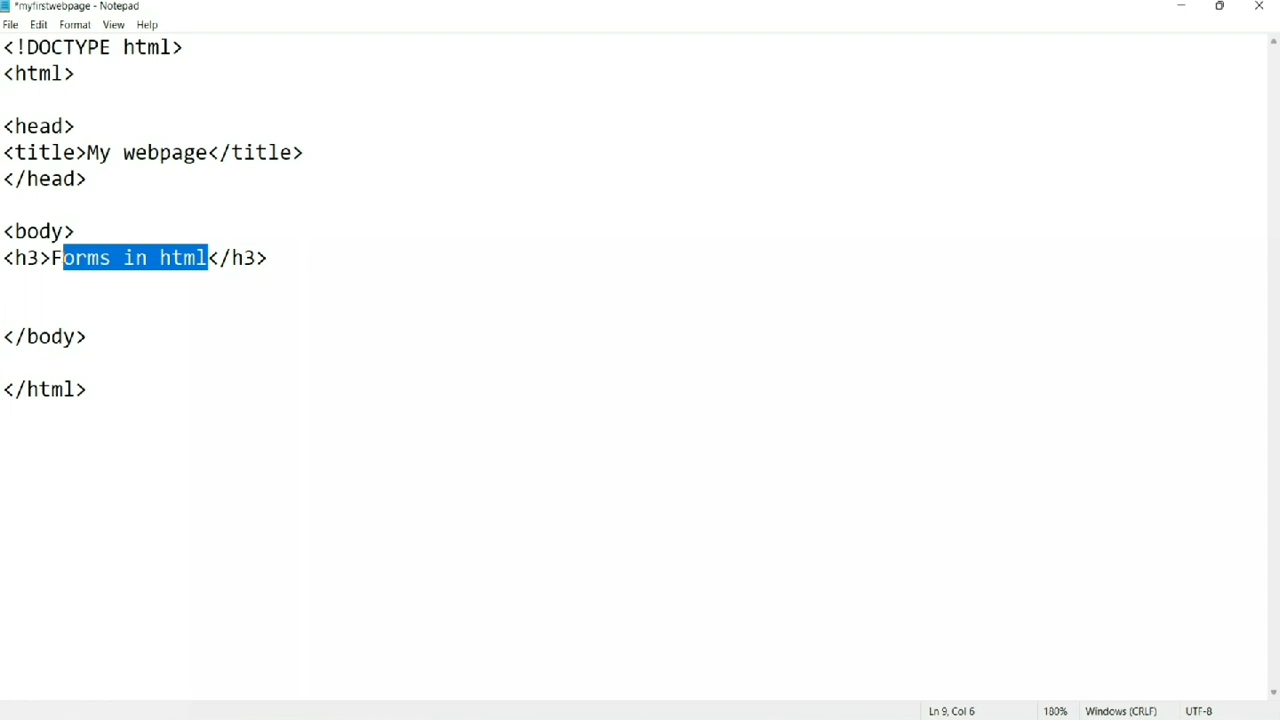 *myfirstwebpage - Notepad
File Edit Format View Help
<!DOCTYPE html>
<html>
<head>
<title>My webpage</title>
</head>
<body>
<h3>Forms in html</h3>
</body>
</html>
Ln 9, Col 6 180% Windows (CRLF) UTF-8